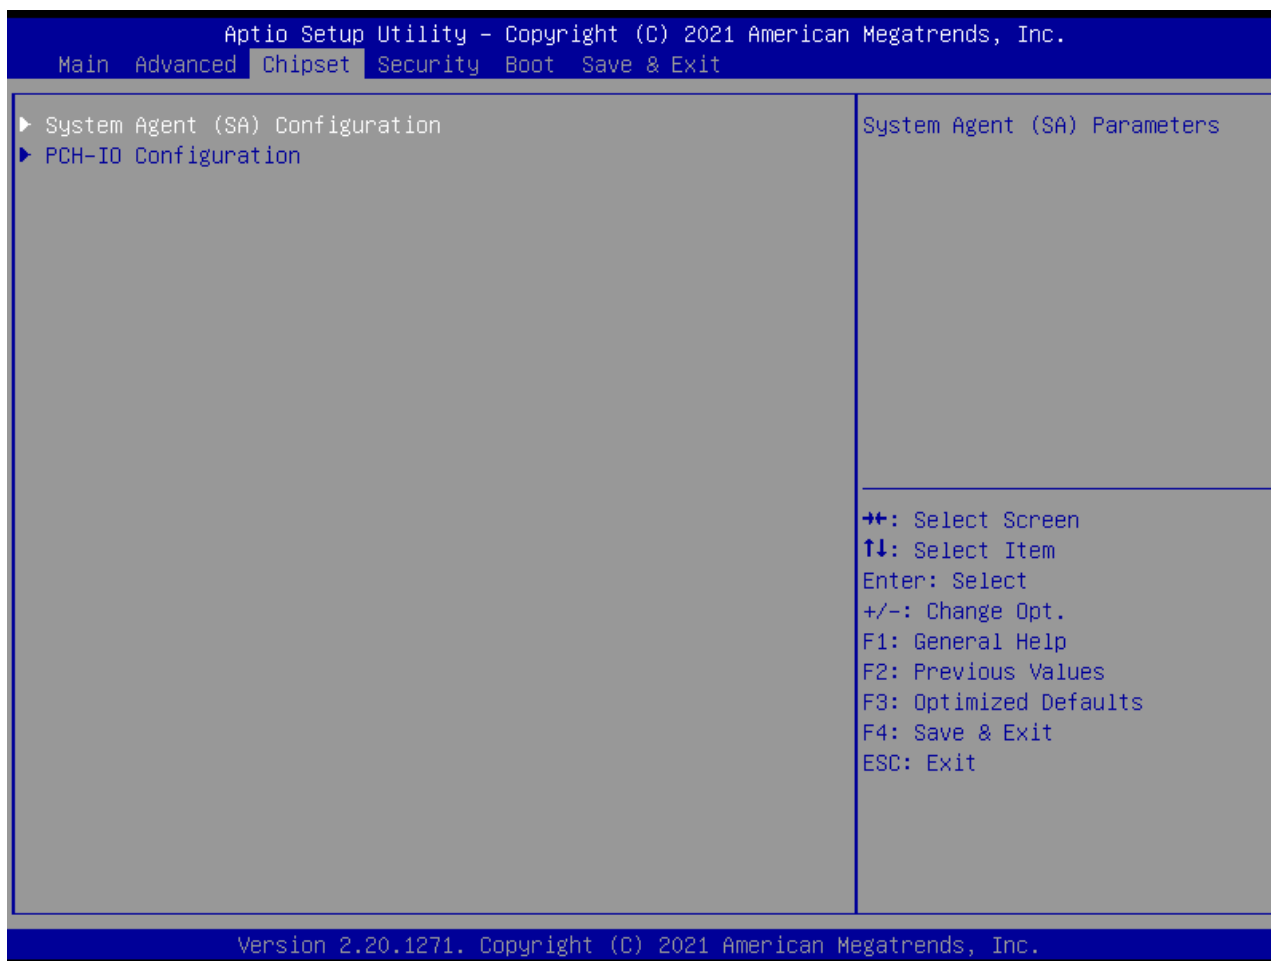 Aptio Setup Utility – Copyright (C) 2021 American Megatrends, Inc.
Main Advanced Chipset Security Boot Save & Exit
▶ System Agent (SA) Configuration
▶ PCH-IO Configuration
System Agent (SA) Parameters
→←: Select Screen
↑↓: Select Item
Enter: Select
+/-: Change Opt.
F1: General Help
F2: Previous Values
F3: Optimized Defaults
F4: Save & Exit
ESC: Exit
Version 2.20.1271. Copyright (C) 2021 American Megatrends, Inc.